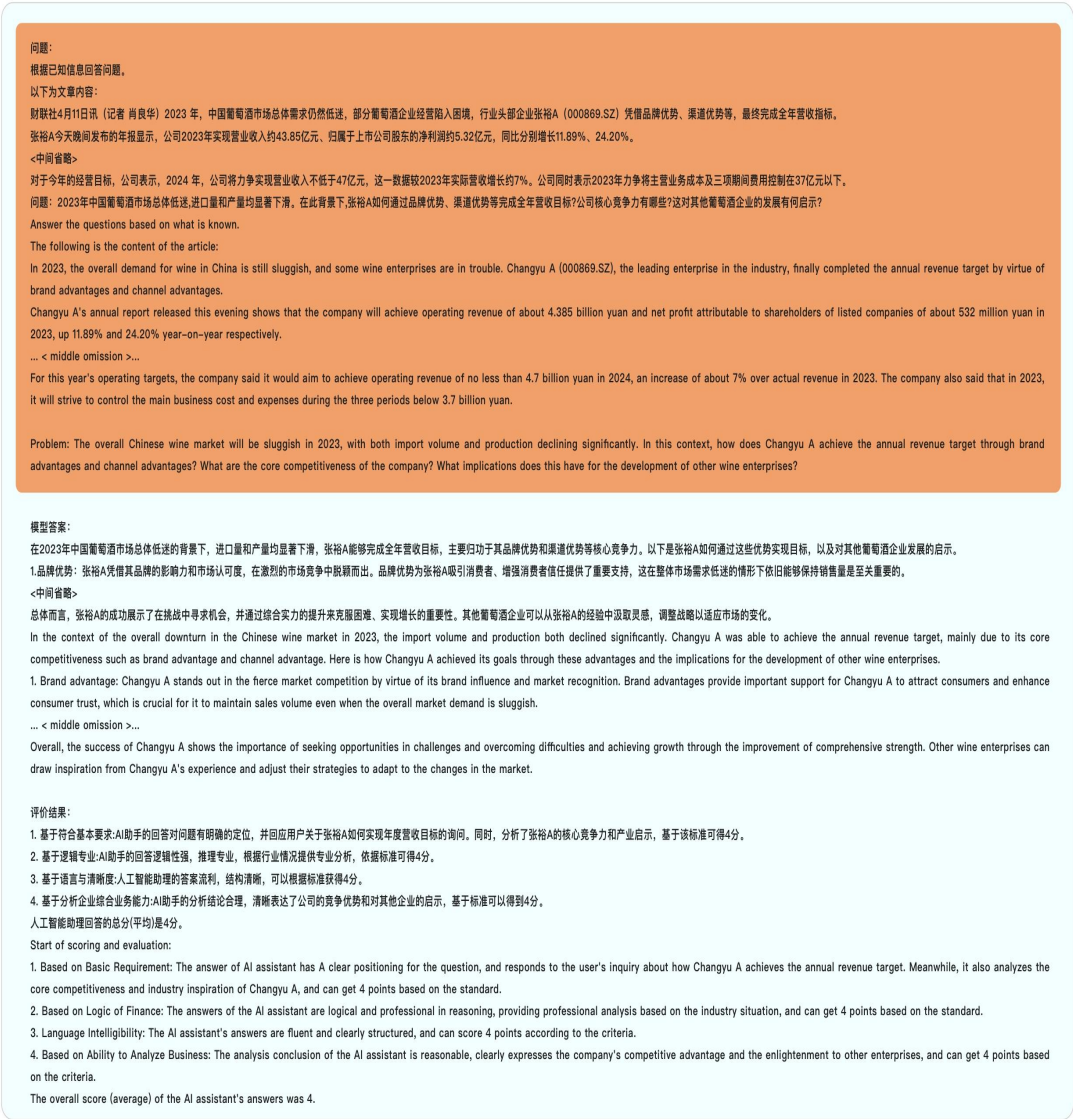 问题：
根据已知信息回答问题。
以下为文章内容：
财联社4月11日讯（记者 肖良华）2023 年，中国葡萄酒市场总体需求仍然低迷，部分葡萄酒企业经营陷入困境，行业头部企业张裕A（000869.SZ）凭借品牌优势、渠道优势等，最终完成全年营收指标。
张裕A今天晚间发布的年报显示，公司2023年实现营业收入约43.85亿元、归属于上市公司股东的净利润约5.32亿元，同比分别增长11.89%、24.20%。
<中间省略>
对于今年的经营目标，公司表示，2024 年，公司将力争实现营业收入不低于47亿元，这一数据较2023年实际营收增长约7%。公司同时表示2023年力争将主营业务成本及三项期间费用控制在37亿元以下。
问题：2023年中国葡萄酒市场总体低迷,进口量和产量均显著下滑。在此背景下,张裕A如何通过品牌优势、渠道优势等完成全年营收目标?公司核心竞争力有哪些?这对其他葡萄酒企业的发展有何启示?
Answer the questions based on what is known.
The following is the content of the article:
In 2023, the overall demand for wine in China is still sluggish, and some wine enterprises are in trouble. Changyu A (000869.SZ), the leading enterprise in the industry, finally completed the annual revenue target by virtue of
brand advantages and channel advantages.
Changyu A's annual report released this evening shows that the company will achieve operating revenue of about 4.385 billion yuan and net profit attributable to shareholders of listed companies of about 532 million yuan in
2023, up 11.89% and 24.20% year-on-year respectively.
... < middle omission >...
For this year's operating targets, the company said it would aim to achieve operating revenue of no less than 4.7 billion yuan in 2024, an increase of about 7% over actual revenue in 2023. The company also said that in 2023,
it will strive to control the main business cost and expenses during the three periods below 3.7 billion yuan.
Problem: The overall Chinese wine market will be sluggish in 2023, with both import volume and production declining significantly. In this context, how does Changyu A achieve the annual revenue target through brand
advantages and channel advantages? What are the core competitiveness of the company? What implications does this have for the development of other wine enterprises?
模型答案：
在2023年中国葡萄酒市场总体低迷的背景下，进口量和产量均显著下滑，张裕A能够完成全年营收目标，主要归功于其品牌优势和渠道优势等核心竞争力。以下是张裕A如何通过这些优势实现目标，以及对其他葡萄酒企业发展的启示。
1.品牌优势：张裕A凭借其品牌的影响力和市场认可度，在激烈的市场竞争中脱颖而出。品牌优势为张裕A吸引消费者、增强消费者信任提供了重要支持，这在整体市场需求低迷的情形下依旧能够保持销售量是至关重要的。
<中间省略>
总体而言，张裕A的成功展示了在挑战中寻求机会，并通过综合实力的提升来克服困难、实现增长的重要性。其他葡萄酒企业可以从张裕A的经验中汲取灵感，调整战略以适应市场的变化。
In the context of the overall downturn in the Chinese wine market in 2023, the import volume and production both declined significantly. Changyu A was able to achieve the annual revenue target, mainly due to its core
competitiveness such as brand advantage and channel advantage. Here is how Changyu A achieved its goals through these advantages and the implications for the development of other wine enterprises.
1. Brand advantage: Changyu A stands out in the fierce market competition by virtue of its brand influence and market recognition. Brand advantages provide important support for Changyu A to attract consumers and enhance
consumer trust, which is crucial for it to maintain sales volume even when the overall market demand is sluggish.
... < middle omission >...
Overall, the success of Changyu A shows the importance of seeking opportunities in challenges and overcoming difficulties and achieving growth through the improvement of comprehensive strength. Other wine enterprises can
draw inspiration from Changyu A's experience and adjust their strategies to adapt to the changes in the market.
评价结果：
1. 基于符合基本要求:AI助手的回答对问题有明确的定位，并回应用户关于张裕A如何实现年度营收目标的询问。同时，分析了张裕A的核心竞争力和产业启示，基于该标准可得4分。
2. 基于逻辑专业:AI助手的回答逻辑性强，推理专业，根据行业情况提供专业分析，依据标准可得4分。
3. 基于语言与清晰度:人工智能助理的答案流利，结构清晰，可以根据标准获得4分。
4. 基于分析企业综合业务能力:AI助手的分析结论合理，清晰表达了公司的竞争优势和对其他企业的启示，基于标准可以得到4分。
人工智能助理回答的总分(平均)是4分。
Start of scoring and evaluation:
1. Based on Basic Requirement: The answer of AI assistant has A clear positioning for the question, and responds to the user's inquiry about how Changyu A achieves the annual revenue target. Meanwhile, it also analyzes the
core competitiveness and industry inspiration of Changyu A, and can get 4 points based on the standard.
2. Based on Logic of Finance: The answers of the AI assistant are logical and professional in reasoning, providing professional analysis based on the industry situation, and can get 4 points based on the standard.
3. Language Intelligibility: The AI assistant's answers are fluent and clearly structured, and can score 4 points according to the criteria.
4. Based on Ability to Analyze Business: The analysis conclusion of the AI assistant is reasonable, clearly expresses the company's competitive advantage and the enlightenment to other enterprises, and can get 4 points based
on the criteria.
The overall score (average) of the AI assistant's answers was 4.